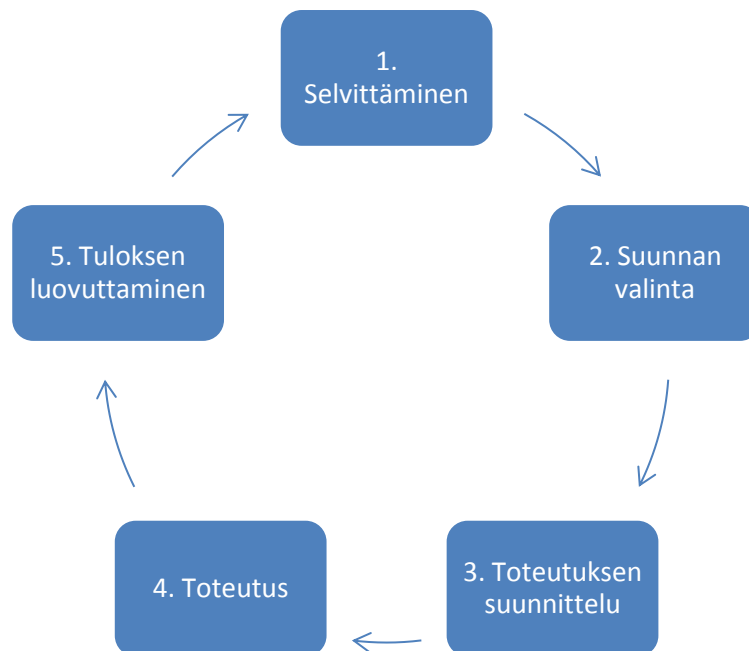 1.
Selvittäminen
2. Suunnan
valinta
3. Toteutuksen
suunnittelu
4. Toteutus
5. Tuloksen
luovuttaminen